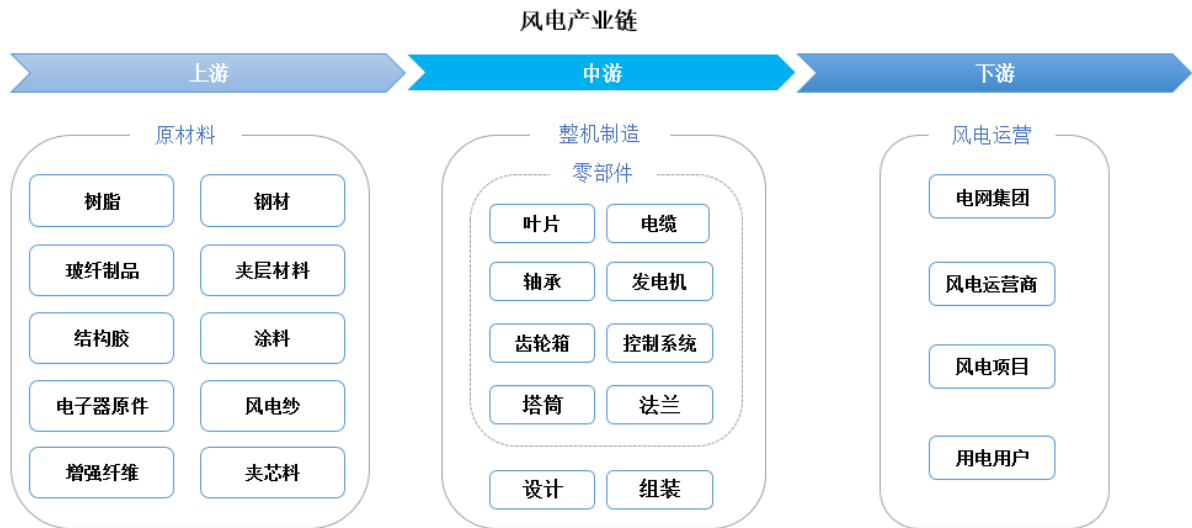 风电产业链
上游
中游
下游
原材料
树脂
钢材
玻纤制品
夹层材料
结构胶
涂料
电子器原件
风电纱
增强纤维
夹芯料
整机制造
零部件
叶片
电缆
轴承
发电机
齿轮箱
控制系统
塔筒
法兰
设计
组装
风电运营
电网集团
风电运营商
风电项目
用电用户